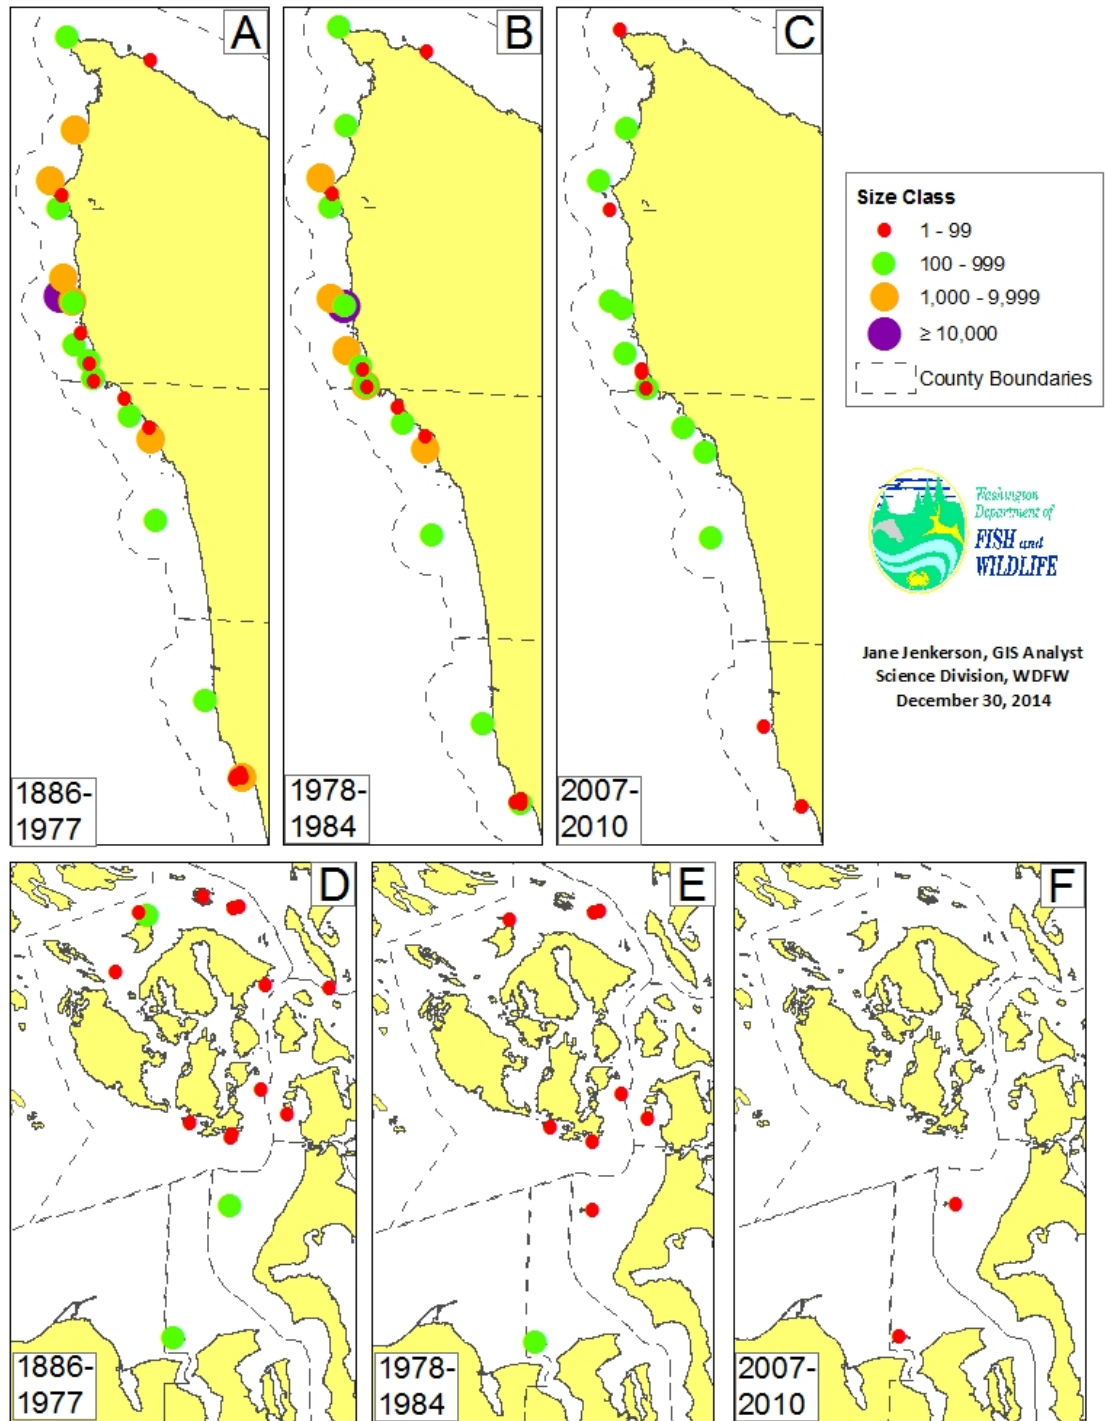 A
B
C
1886-
1977
1978-
1984
2007-
2010
Size Class
1 - 99
100 - 999
1,000 - 9,999
≥ 10,000
County Boundaries
Washington
Department of
FISH and
WILDLIFE
Jane Jenkerson, GIS Analyst
Science Division, WDFW
December 30, 2014
D
E
F
1886-
1977
1978-
1984
2007-
2010